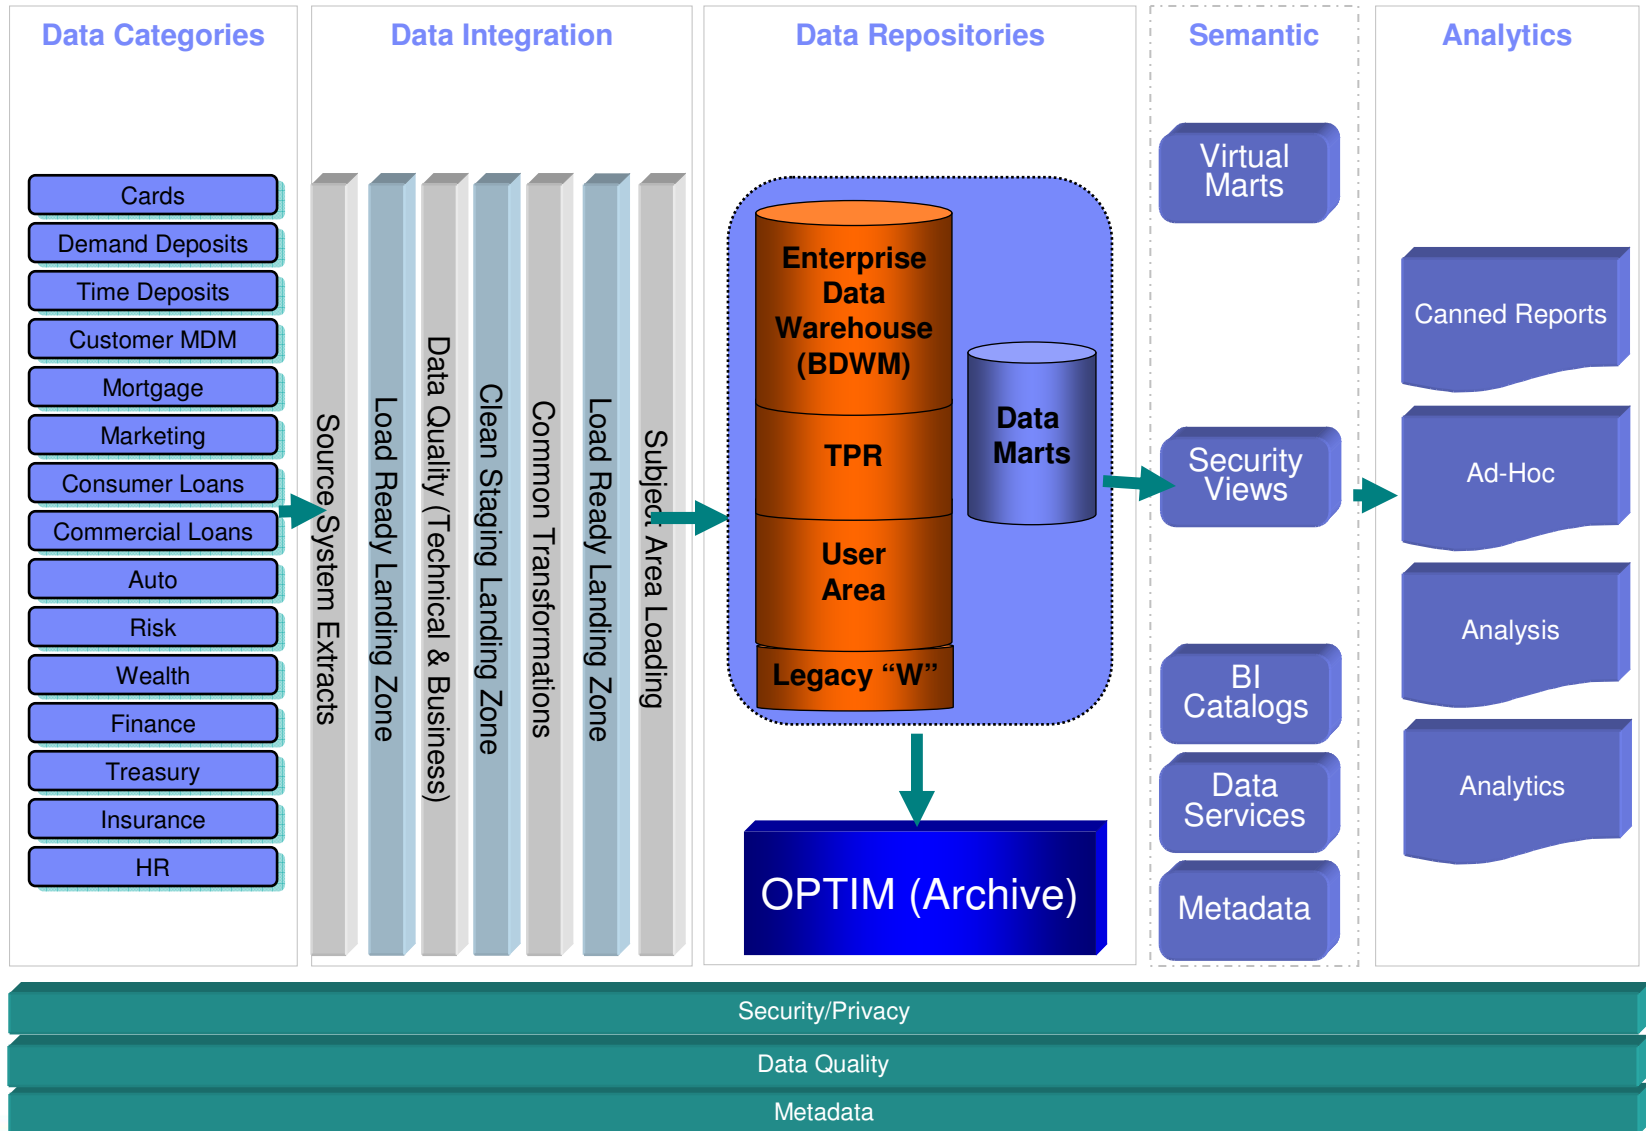 Data Categories
Data Integration
Data Repositories
Semantic
Analytics
Cards
Demand Deposits
Time Deposits
Customer MDM
Mortgage
Marketing
Consumer Loans
Commercial Loans
Auto
Risk
Wealth
Finance
Treasury
Insurance
HR
Source System Extracts
Load Ready Landing Zone
Data Quality (Technical & Business)
Clean Staging Landing Zone
Common Transformations
Load Ready Landing Zone
Subject Area Loading
Enterprise
Data
Warehouse
(BDWM)
TPR
User
Area
Legacy “W”
Data
Marts
OPTIM (Archive)
Virtual
Marts
Security
Views
BI
Catalogs
Data
Services
Metadata
Canned Reports
Ad-Hoc
Analysis
Analytics
Security/Privacy
Data Quality
Metadata